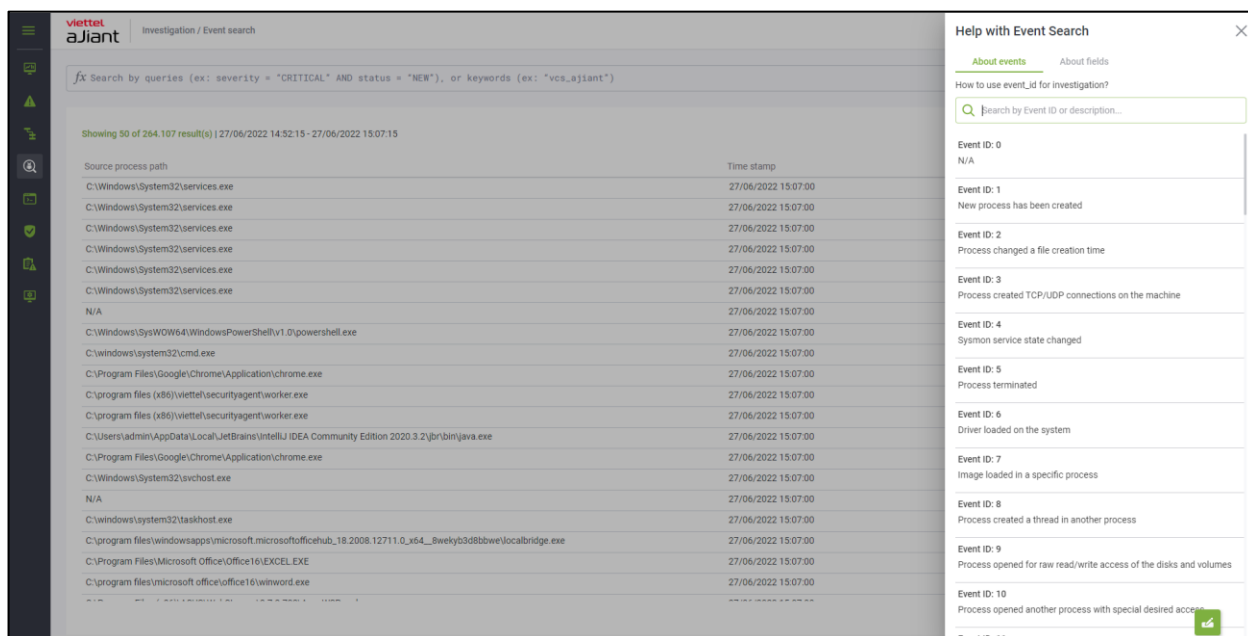 viettel
aJiant
Investigation / Event search
fx Search by queries (ex: severity = "CRITICAL" AND status = "NEW"), or keywords (ex: "vcs_ajiant")
Showing 50 of 264.107 result(s) | 27/06/2022 14:52:15 - 27/06/2022 15:07:15
Source process path Time stamp
C:\Windows\System32\services.exe 27/06/2022 15:07:00
C:\Windows\System32\services.exe 27/06/2022 15:07:00
C:\Windows\System32\services.exe 27/06/2022 15:07:00
C:\Windows\System32\services.exe 27/06/2022 15:07:00
C:\Windows\System32\services.exe 27/06/2022 15:07:00
C:\Windows\System32\services.exe 27/06/2022 15:07:00
N/A 27/06/2022 15:07:00
C:\Windows\SysWOW64\WindowsPowerShell\v1.0\powershell.exe 27/06/2022 15:07:00
C:\windows\system32\cmd.exe 27/06/2022 15:07:00
C:\Program Files\Google\Chrome\Application\chrome.exe 27/06/2022 15:07:00
C:\program files (x86)\viettel\securityagent\worker.exe 27/06/2022 15:07:00
C:\program files (x86)\viettel\securityagent\worker.exe 27/06/2022 15:07:00
C:\Users\admin\AppData\Local\JetBrains\IntelliJ IDEA Community Edition 2020.3.2\jbr\bin\java.exe 27/06/2022 15:07:00
C:\Program Files\Google\Chrome\Application\chrome.exe 27/06/2022 15:07:00
C:\Windows\System32\svchost.exe 27/06/2022 15:07:00
N/A 27/06/2022 15:07:00
C:\windows\system32\taskhost.exe 27/06/2022 15:07:00
C:\program files\windowsapps\microsoft.microsoftofficehub_18.2008.12711.0_x64__8wekyb3d8bbwe\localbridge.exe 27/06/2022 15:07:00
C:\Program Files\Microsoft Office\Office16\EXCEL.EXE 27/06/2022 15:07:00
C:\program files\microsoft office\office16\winword.exe 27/06/2022 15:07:00
Help with Event Search
About events About fields
How to use event_id for investigation?
Search by Event ID or description...
Event ID: 0
N/A
Event ID: 1
New process has been created
Event ID: 2
Process changed a file creation time
Event ID: 3
Process created TCP/UDP connections on the machine
Event ID: 4
Sysmon service state changed
Event ID: 5
Process terminated
Event ID: 6
Driver loaded on the system
Event ID: 7
Image loaded in a specific process
Event ID: 8
Process created a thread in another process
Event ID: 9
Process opened for raw read/write access of the disks and volumes
Event ID: 10
Process opened another process with special desired access